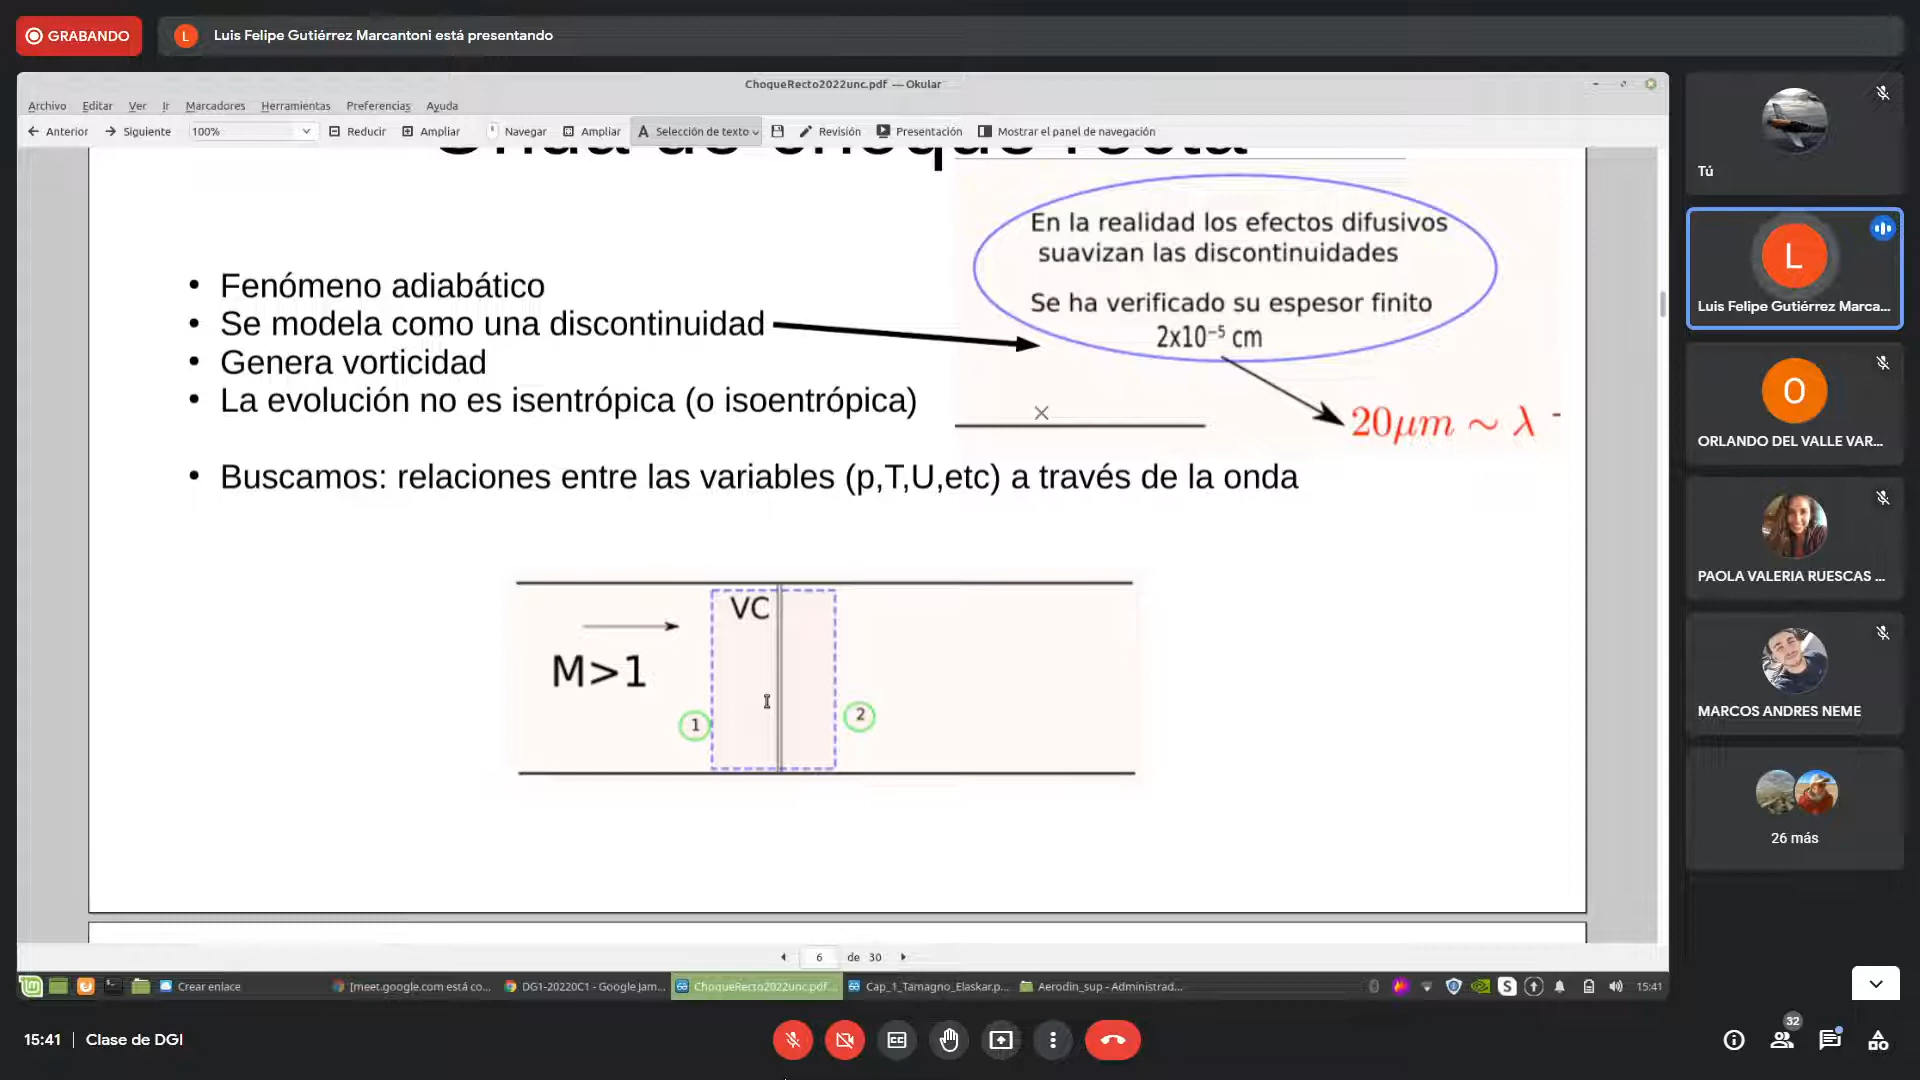 GRABANDO
L
Luis Felipe Gutiérrez Marcantoni está presentando
ChoqueRecto2022unc.pdf — Okular
Archivo Editar Ver Ir Marcadores Herramientas Preferencias Ayuda
Anterior Siguiente 100% Reducir Ampliar Navegar Ampliar Selección de texto Revisión Presentación Mostrar el panel de navegación
Onda de choque recta
En la realidad los efectos difusivos
suavizan las discontinuidades
Se ha verificado su espesor finito
2x10⁻⁵ cm
• Fenómeno adiabático
• Se modela como una discontinuidad
• Genera vorticidad
• La evolución no es isentrópica (o isoentrópica)
20μm ~ λ -
• Buscamos: relaciones entre las variables (p,T,U,etc) a través de la onda
VC
M>1
1
2
6 de 30
Crear enlace
[meet.google.com está co...
DG1-20220C1 - Google Jam...
ChoqueRecto2022unc.pdf...
Cap_1_Tamagno_Elaskar.p...
Aerodin_sup - Administrad...
S
15:41
Tú
L
Luis Felipe Gutiérrez Marca...
O
ORLANDO DEL VALLE VAR...
PAOLA VALERIA RUESCAS ...
MARCOS ANDRES NEME
26 más
15:41 | Clase de DGI
32